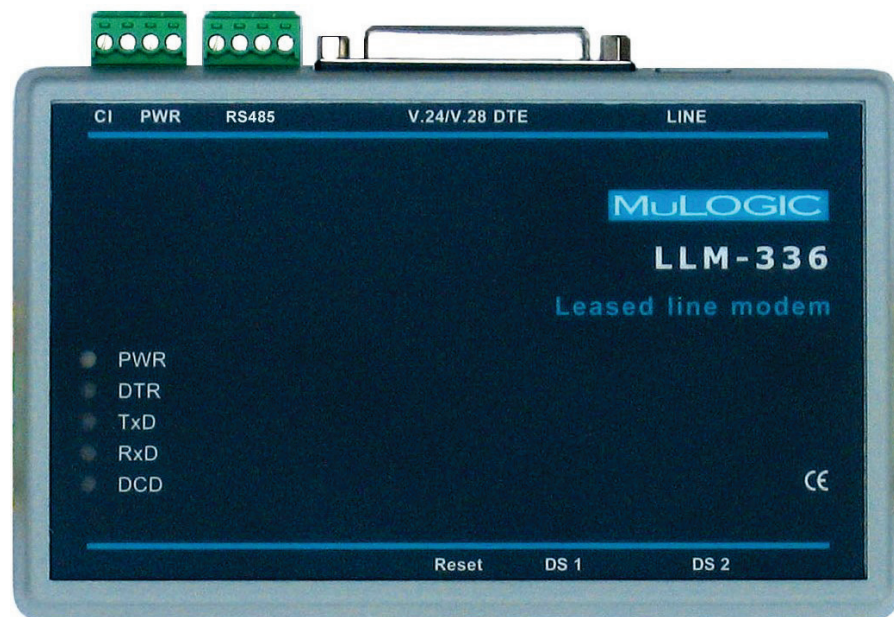 CI PWR RS485 V.24/V.28 DTE LINE
MuLOGIC
LLM-336
Leased line modem
PWR
DTR
TxD
RxD
DCD
CE
Reset DS 1 DS 2